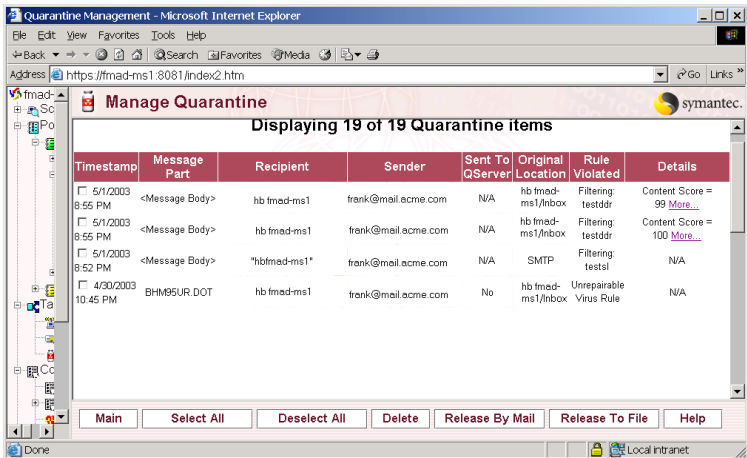 Quarantine Management - Microsoft Internet Explorer
File Edit View Favorites Tools Help
Back Search Favorites Media
Address https://fmad-ms1:8081/index2.htm Go Links »
fmad-
Sc
Po
Ta
Co
Manage Quarantine symantec.
Displaying 19 of 19 Quarantine items
Timestamp Message Part Recipient Sender Sent To QServer Original Location Rule Violated Details
5/1/2003 8:55 PM <Message Body> hb fmad-ms1 frank@mail.acme.com N/A hb fmad-ms1/Inbox Filtering: testddr Content Score = 99 More...
5/1/2003 8:55 PM <Message Body> hb fmad-ms1 frank@mail.acme.com N/A hb fmad-ms1/Inbox Filtering: testddr Content Score = 100 More...
5/1/2003 8:52 PM <Message Body> "hbfmad-ms1" frank@mail.acme.com N/A SMTP Filtering: testsl N/A
4/30/2003 10:45 PM BHM95UR.DOT hb fmad-ms1 frank@mail.acme.com No hb fmad-ms1/Inbox Unrepairable Virus Rule N/A
Main Select All Deselect All Delete Release By Mail Release To File Help
Done Local intranet